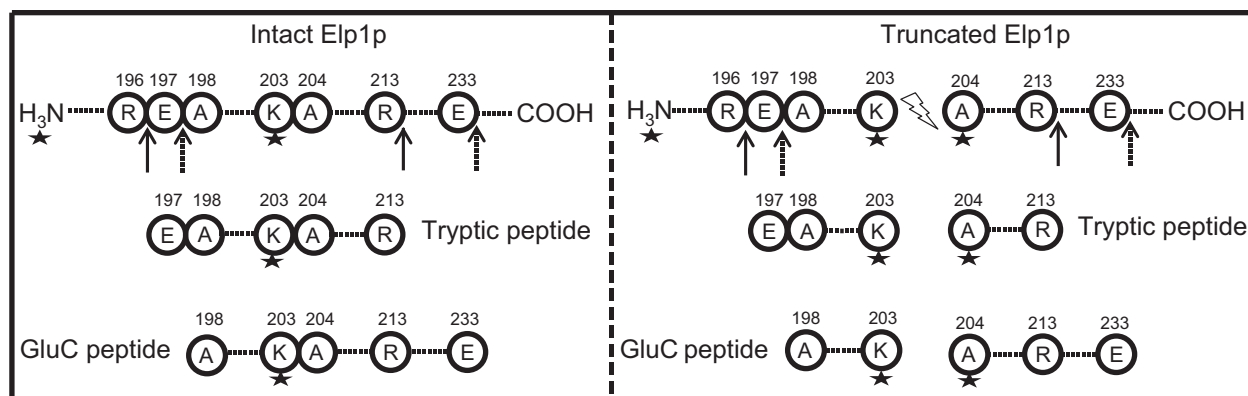 Intact Elp1p
196 197 198 203 204 213 233
H3N R E A K A R E COOH
197 198 203 204 213
E A K A R Tryptic peptide
198 203 204 213 233
GluC peptide A K A R E
Truncated Elp1p
196 197 198 203 204 213 233
H3N R E A K A R E COOH
197 198 203 204 213
E A K A R Tryptic peptide
198 203 204 213 233
GluC peptide A K A R E